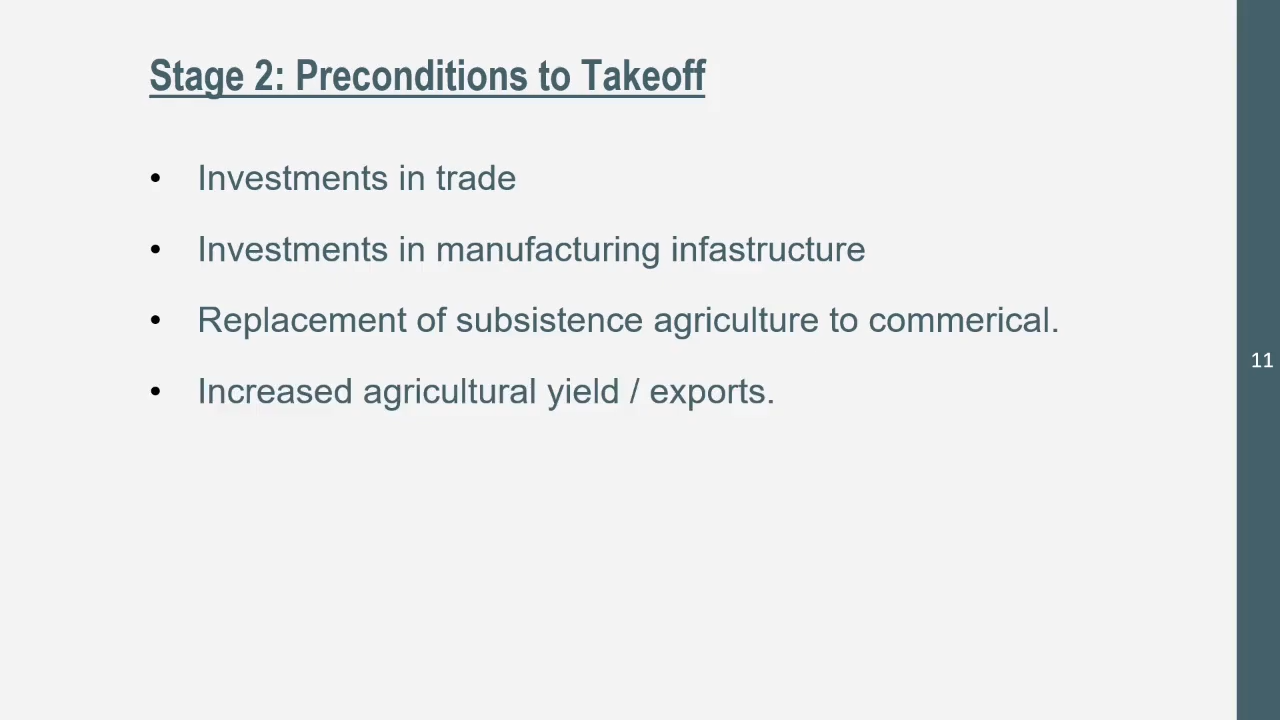 Stage 2: Preconditions to Takeoff
• Investments in trade
• Investments in manufacturing infastructure
• Replacement of subsistence agriculture to commerical.
• Increased agricultural yield / exports.
11